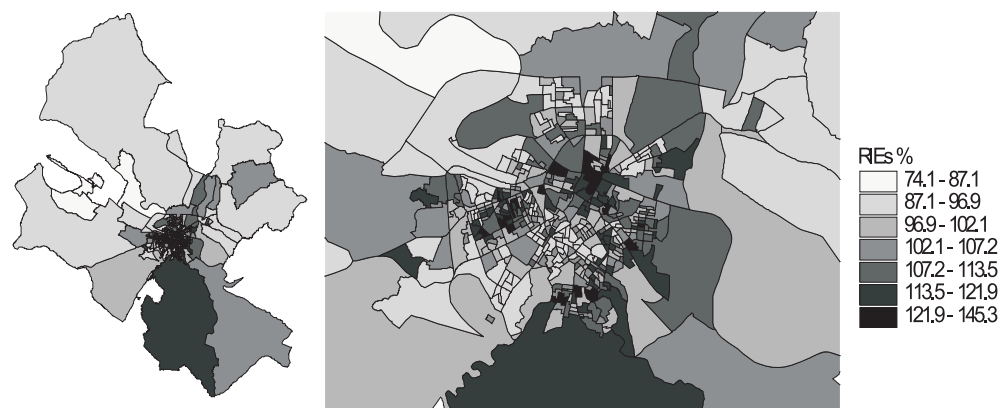 RIEs %
74.1 - 87.1
87.1 - 96.9
96.9 - 102.1
102.1 - 107.2
107.2 - 113.5
113.5 - 121.9
121.9 - 145.3